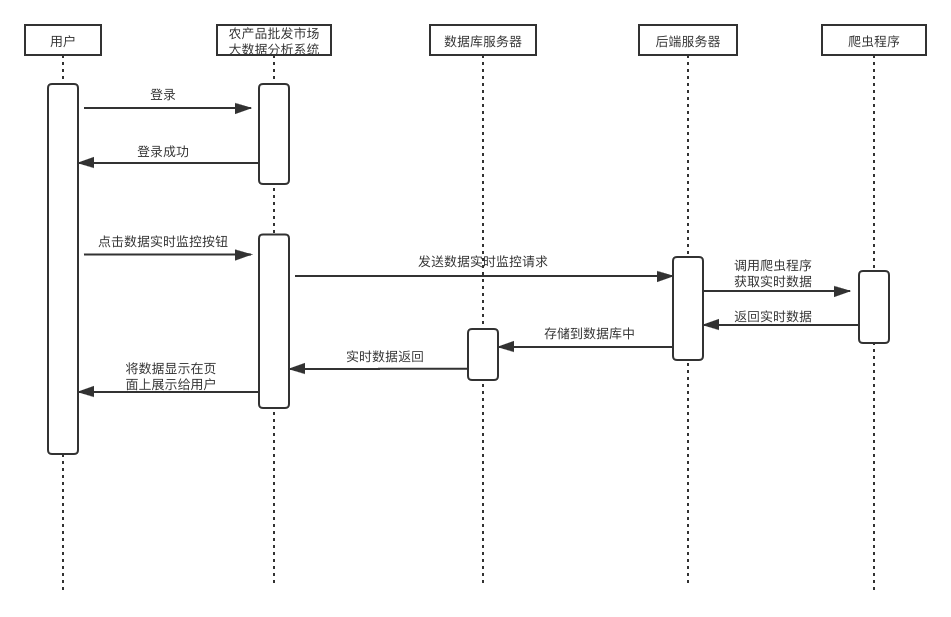 用户
农产品批发市场
大数据分析系统
数据库服务器
后端服务器
爬虫程序
登录
登录成功
点击数据实时监控按钮
发送数据实时监控请求
调用爬虫程序
获取实时数据
返回实时数据
存储到数据库中
实时数据返回
将数据显示在页
面上展示给用户